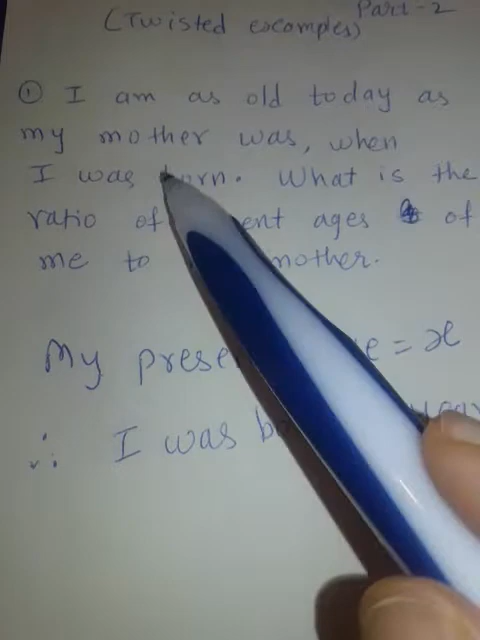 Part-2
(Twisted excamples)
① I am as old today as
my mother was, when
I was born. What is the
ratio of ent ages of
me to mother.
My prese e = x
∴ I was b